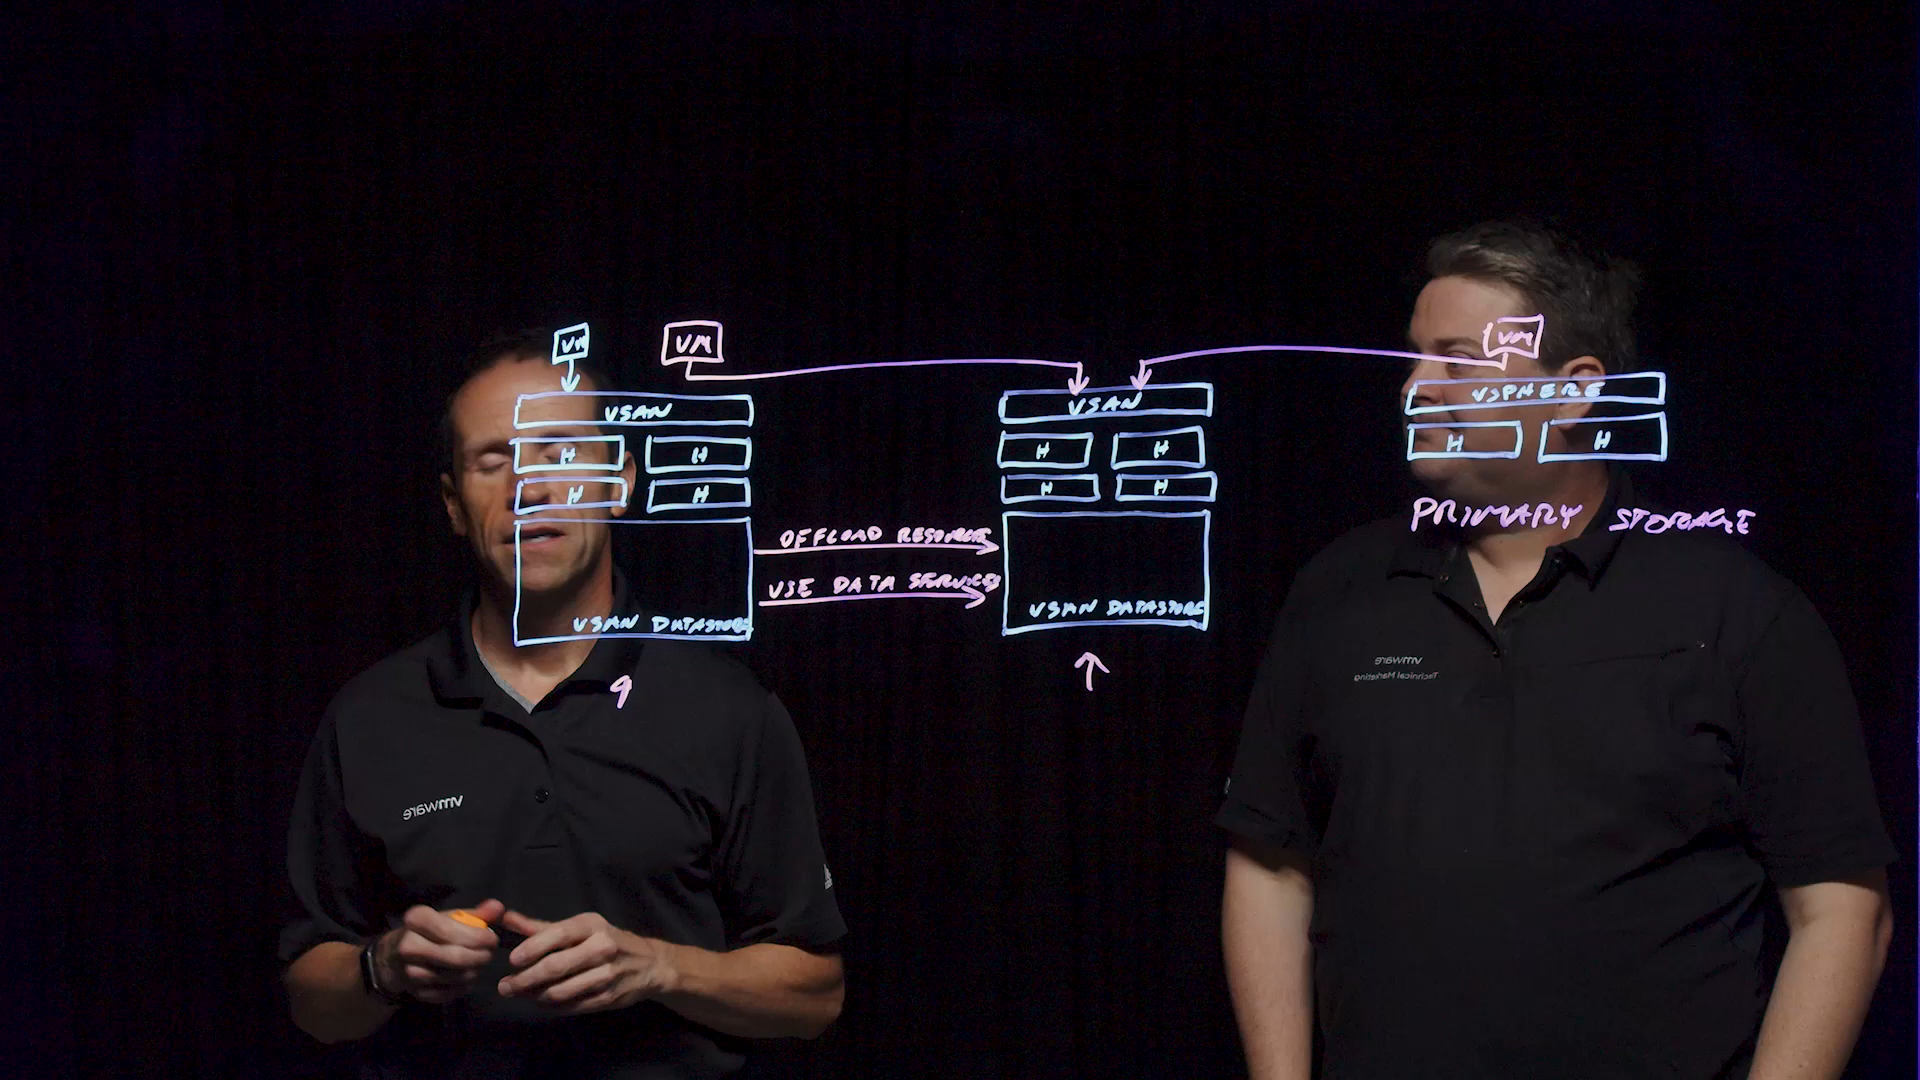 VM
VM
VM
VSAN
VSAN
VSPHERE
H H
H H
H H
H H
H H
OFFLOAD RESOURCES
USE DATA SERVICES
VSAN DATASTORE
VSAN DATASTORE
PRIMARY STORAGE
vmware
Technical Marketing
vmware